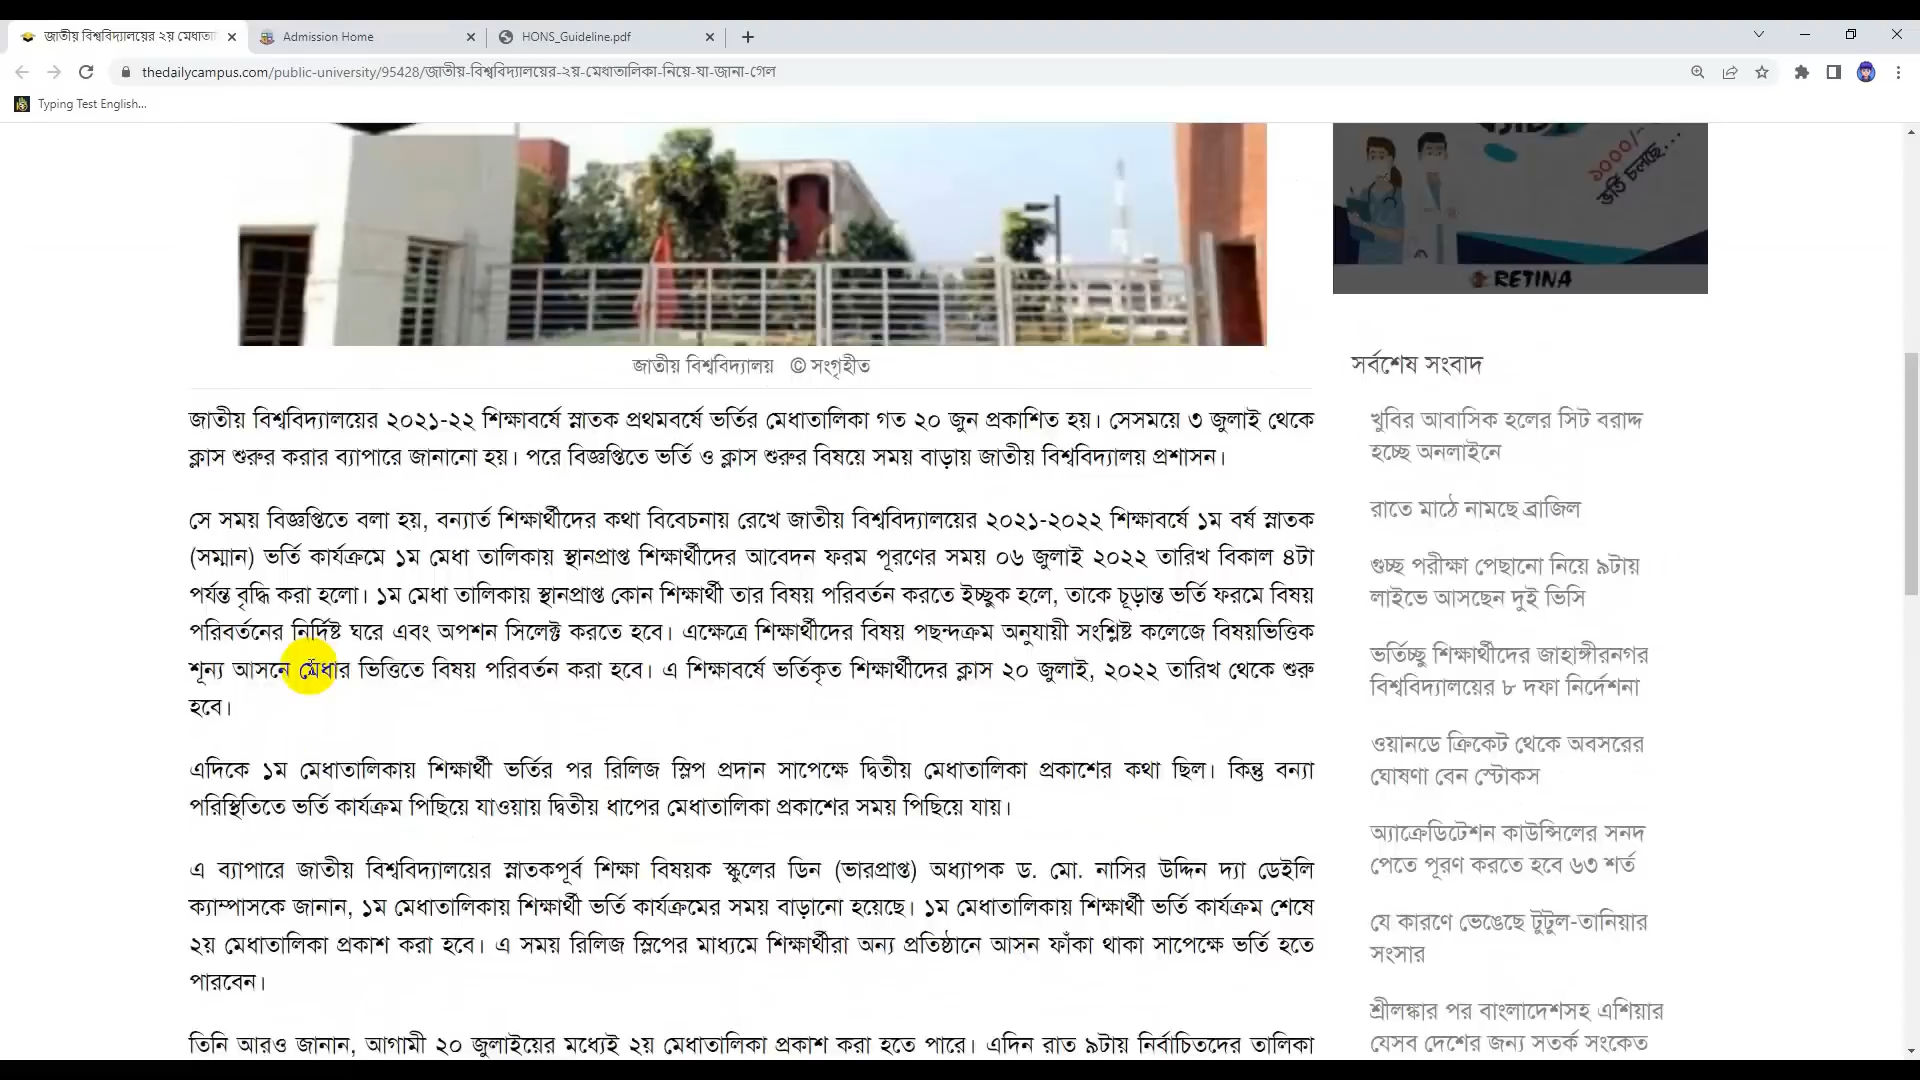 জাতীয় বিশ্ববিদ্যালয়ের ২য় মেধাতা
Admission Home
HONS_Guideline.pdf
thedailycampus.com/public-university/95428/জাতীয়-বিশ্ববিদ্যালয়ের-২য়-মেধাতালিকা-নিয়ে-যা-জানা-গেল
Typing Test English...
১০০০/-
ভর্তি চলছে...
RETINA
জাতীয় বিশ্ববিদ্যালয় © সংগৃহীত
জাতীয় বিশ্ববিদ্যালয়ের ২০২১-২২ শিক্ষাবর্ষে স্নাতক প্রথমবর্ষে ভর্তির মেধাতালিকা গত ২০ জুন প্রকাশিত হয়। সেসময়ে ৩ জুলাই থেকে
ক্লাস শুরুর করার ব্যাপারে জানানো হয়। পরে বিজ্ঞপ্তিতে ভর্তি ও ক্লাস শুরুর বিষয়ে সময় বাড়ায় জাতীয় বিশ্ববিদ্যালয় প্রশাসন।
সে সময় বিজ্ঞপ্তিতে বলা হয়, বন্যার্ত শিক্ষার্থীদের কথা বিবেচনায় রেখে জাতীয় বিশ্ববিদ্যালয়ের ২০২১-২০২২ শিক্ষাবর্ষে ১ম বর্ষ স্নাতক
(সম্মান) ভর্তি কার্যক্রমে ১ম মেধা তালিকায় স্থানপ্রাপ্ত শিক্ষার্থীদের আবেদন ফরম পূরণের সময় ০৬ জুলাই ২০২২ তারিখ বিকাল ৪টা
পর্যন্ত বৃদ্ধি করা হলো। ১ম মেধা তালিকায় স্থানপ্রাপ্ত কোন শিক্ষার্থী তার বিষয় পরিবর্তন করতে ইচ্ছুক হলে, তাকে চূড়ান্ত ভর্তি ফরমে বিষয়
পরিবর্তনের নির্দিষ্ট ঘরে এবং অপশন সিলেক্ট করতে হবে। এক্ষেত্রে শিক্ষার্থীদের বিষয় পছন্দক্রম অনুযায়ী সংশ্লিষ্ট কলেজে বিষয়ভিত্তিক
শূন্য আসনে মেধার ভিত্তিতে বিষয় পরিবর্তন করা হবে। এ শিক্ষাবর্ষে ভর্তিকৃত শিক্ষার্থীদের ক্লাস ২০ জুলাই, ২০২২ তারিখ থেকে শুরু
হবে।
এদিকে ১ম মেধাতালিকায় শিক্ষার্থী ভর্তির পর রিলিজ স্লিপ প্রদান সাপেক্ষে দ্বিতীয় মেধাতালিকা প্রকাশের কথা ছিল। কিন্তু বন্যা
পরিস্থিতিতে ভর্তি কার্যক্রম পিছিয়ে যাওয়ায় দ্বিতীয় ধাপের মেধাতালিকা প্রকাশের সময় পিছিয়ে যায়।
এ ব্যাপারে জাতীয় বিশ্ববিদ্যালয়ের স্নাতকপূর্ব শিক্ষা বিষয়ক স্কুলের ডিন (ভারপ্রাপ্ত) অধ্যাপক ড. মো. নাসির উদ্দিন দ্যা ডেইলি
ক্যাম্পাসকে জানান, ১ম মেধাতালিকায় শিক্ষার্থী ভর্তি কার্যক্রমের সময় বাড়ানো হয়েছে। ১ম মেধাতালিকায় শিক্ষার্থী ভর্তি কার্যক্রম শেষে
২য় মেধাতালিকা প্রকাশ করা হবে। এ সময় রিলিজ স্লিপের মাধ্যমে শিক্ষার্থীরা অন্য প্রতিষ্ঠানে আসন ফাঁকা থাকা সাপেক্ষে ভর্তি হতে
পারবেন।
তিনি আরও জানান, আগামী ২০ জুলাইয়ের মধ্যেই ২য় মেধাতালিকা প্রকাশ করা হতে পারে। এদিন রাত ৯টায় নির্বাচিতদের তালিকা
সর্বশেষ সংবাদ
খুবির আবাসিক হলের সিট বরাদ্দ
হচ্ছে অনলাইনে
রাতে মাঠে নামছে ব্রাজিল
গুচ্ছ পরীক্ষা পেছানো নিয়ে ৯টায়
লাইভে আসছেন দুই ভিসি
ভর্তিচ্ছু শিক্ষার্থীদের জাহাঙ্গীরনগর
বিশ্ববিদ্যালয়ের ৮ দফা নির্দেশনা
ওয়ানডে ক্রিকেট থেকে অবসরের
ঘোষণা বেন স্টোকস
অ্যাক্রেডিটেশন কাউন্সিলের সনদ
পেতে পূরণ করতে হবে ৬৩ শর্ত
যে কারণে ভেঙেছে টুটুল-তানিয়ার
সংসার
শ্রীলঙ্কার পর বাংলাদেশসহ এশিয়ার
যেসব দেশের জন্য সতর্ক সংকেত